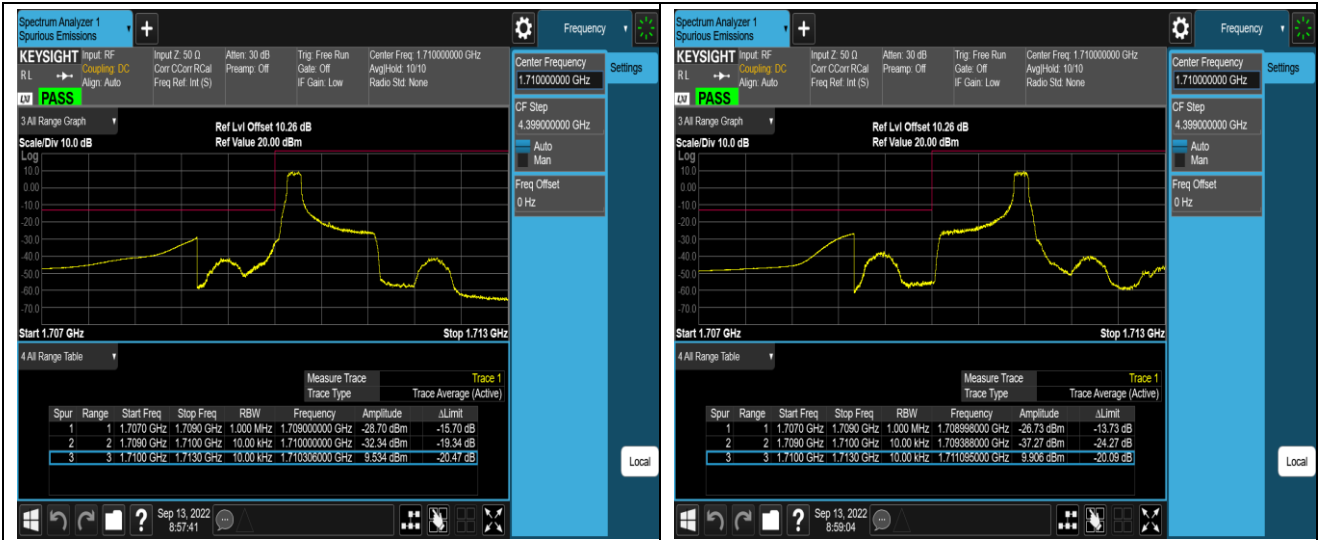 Spectrum Analyzer 1
Spurious Emissions
+
Frequency
KEYSIGHT Input: RF Input Z: 50 Ω Atten: 30 dB Trig: Free Run Center Freq: 1.710000000 GHz
RL Coupling: DC Corr CCorr RCal Preamp: Off Gate: Off Avg|Hold: 10/10
Align: Auto Freq Ref: Int (S) IF Gain: Low Radio Std: None
LXI PASS
Center Frequency
1.710000000 GHz
Settings
CF Step
4.399000000 GHz
Auto
Man
Freq Offset
0 Hz
3 All Range Graph
Ref Lvl Offset 10.26 dB
Scale/Div 10.0 dB Ref Value 20.00 dBm
Log
10.0
0.00
-10.0
-20.0
-30.0
-40.0
-50.0
-60.0
-70.0
Start 1.707 GHz Stop 1.713 GHz
4 All Range Table
Measure Trace Trace 1
Trace Type Trace Average (Active)
Spur Range Start Freq Stop Freq RBW Frequency Amplitude ΔLimit
1 1 1.7070 GHz 1.7090 GHz 1.000 MHz 1.709000000 GHz -28.70 dBm -15.70 dB
2 2 1.7090 GHz 1.7100 GHz 10.00 kHz 1.710000000 GHz -32.34 dBm -19.34 dB
3 3 1.7100 GHz 1.7130 GHz 10.00 kHz 1.710306000 GHz 9.534 dBm -20.47 dB
Local
? Sep 13, 2022
8:57:41
Spectrum Analyzer 1
Spurious Emissions
+
Frequency
KEYSIGHT Input: RF Input Z: 50 Ω Atten: 30 dB Trig: Free Run Center Freq: 1.710000000 GHz
RL Coupling: DC Corr CCorr RCal Preamp: Off Gate: Off Avg|Hold: 10/10
Align: Auto Freq Ref: Int (S) IF Gain: Low Radio Std: None
LXI PASS
Center Frequency
1.710000000 GHz
Settings
CF Step
4.399000000 GHz
Auto
Man
Freq Offset
0 Hz
3 All Range Graph
Ref Lvl Offset 10.26 dB
Scale/Div 10.0 dB Ref Value 20.00 dBm
Log
10.0
0.00
-10.0
-20.0
-30.0
-40.0
-50.0
-60.0
-70.0
Start 1.707 GHz Stop 1.713 GHz
4 All Range Table
Measure Trace Trace 1
Trace Type Trace Average (Active)
Spur Range Start Freq Stop Freq RBW Frequency Amplitude ΔLimit
1 1 1.7070 GHz 1.7090 GHz 1.000 MHz 1.708998000 GHz -26.73 dBm -13.73 dB
2 2 1.7090 GHz 1.7100 GHz 10.00 kHz 1.709388000 GHz -37.27 dBm -24.27 dB
3 3 1.7100 GHz 1.7130 GHz 10.00 kHz 1.711095000 GHz 9.906 dBm -20.09 dB
Local
? Sep 13, 2022
8:59:04